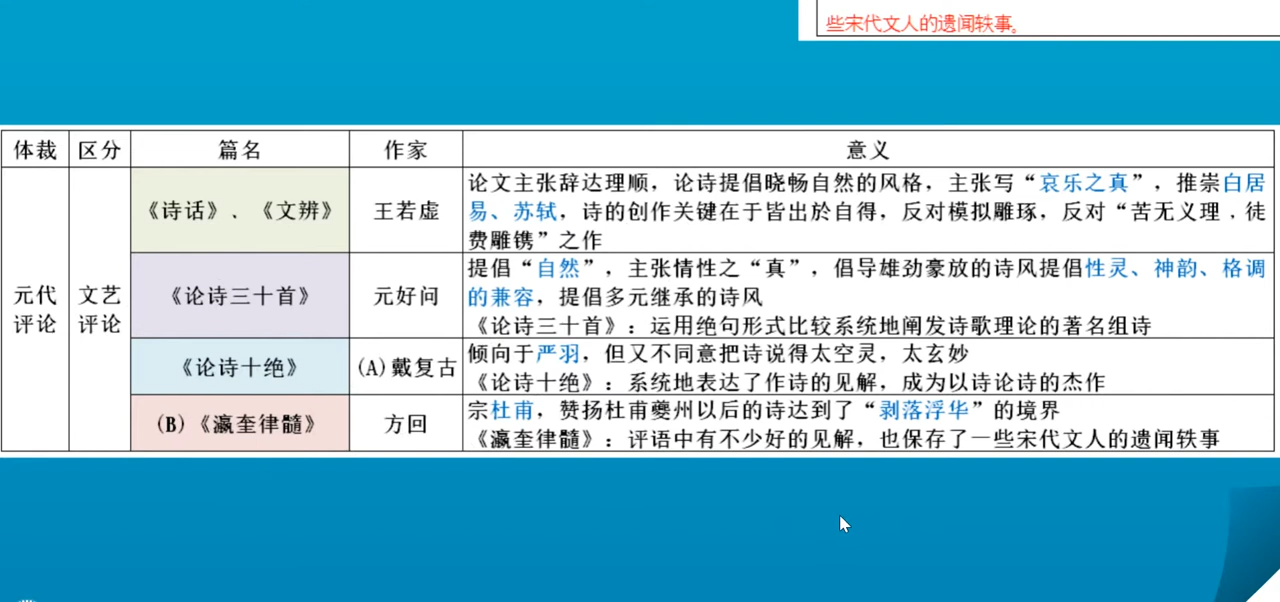 些宋代文人的遗闻轶事。
体裁 区分 篇名 作家 意义
元代
评论
文艺
评论
《诗话》、《文辨》 王若虚
论文主张辞达理顺，论诗提倡晓畅自然的风格，主张写“哀乐之真”，推崇白居
易、苏轼，诗的创作关键在于皆出於自得，反对模拟雕琢，反对“苦无义理，徒
费雕镌”之作
《论诗三十首》 元好问
提倡“自然”，主张情性之“真”，倡导雄劲豪放的诗风提倡性灵、神韵、格调
的兼容，提倡多元继承的诗风
《论诗三十首》：运用绝句形式比较系统地阐发诗歌理论的著名组诗
《论诗十绝》 (A)戴复古
倾向于严羽，但又不同意把诗说得太空灵，太玄妙
《论诗十绝》：系统地表达了作诗的见解，成为以诗论诗的杰作
(B)《瀛奎律髓》 方回
宗杜甫，赞扬杜甫夔州以后的诗达到了“剥落浮华”的境界
《瀛奎律髓》：评语中有不少好的见解，也保存了一些宋代文人的遗闻轶事